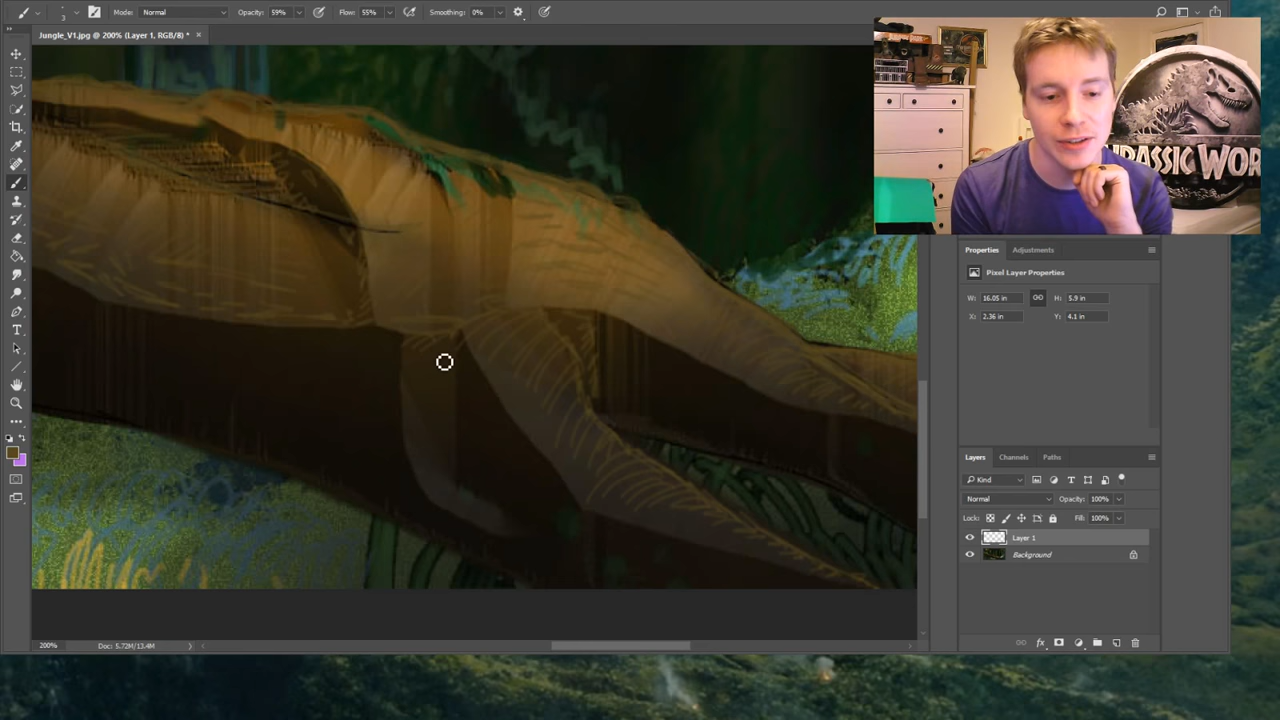 3 Mode: Normal Opacity: 59% Flow: 55% Smoothing: 0%
Jungle_V1.jpg @ 200% (Layer 1, RGB/8) *
JURASSIC WOR
Properties Adjustments
Pixel Layer Properties
W: 16.05 in H: 5.9 in
X: 2.36 in Y: 4.1 in
Layers Channels Paths
Kind
Normal Opacity: 100%
Lock: Fill: 100%
Layer 1
Background
200% Doc: 5.72M/13.4M